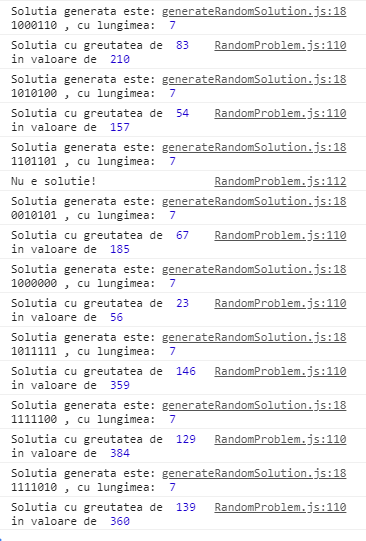 Solutia generata este: generateRandomSolution.js:18
1000110 , cu lungimea: 7
Solutia cu greutatea de 83 RandomProblem.js:110
in valoare de 210
Solutia generata este: generateRandomSolution.js:18
1010100 , cu lungimea: 7
Solutia cu greutatea de 54 RandomProblem.js:110
in valoare de 157
Solutia generata este: generateRandomSolution.js:18
1101101 , cu lungimea: 7
Nu e solutie! RandomProblem.js:112
Solutia generata este: generateRandomSolution.js:18
0010101 , cu lungimea: 7
Solutia cu greutatea de 67 RandomProblem.js:110
in valoare de 185
Solutia generata este: generateRandomSolution.js:18
1000000 , cu lungimea: 7
Solutia cu greutatea de 23 RandomProblem.js:110
in valoare de 56
Solutia generata este: generateRandomSolution.js:18
1011111 , cu lungimea: 7
Solutia cu greutatea de 146 RandomProblem.js:110
in valoare de 359
Solutia generata este: generateRandomSolution.js:18
1111100 , cu lungimea: 7
Solutia cu greutatea de 129 RandomProblem.js:110
in valoare de 384
Solutia generata este: generateRandomSolution.js:18
1111010 , cu lungimea: 7
Solutia cu greutatea de 139 RandomProblem.js:110
in valoare de 360